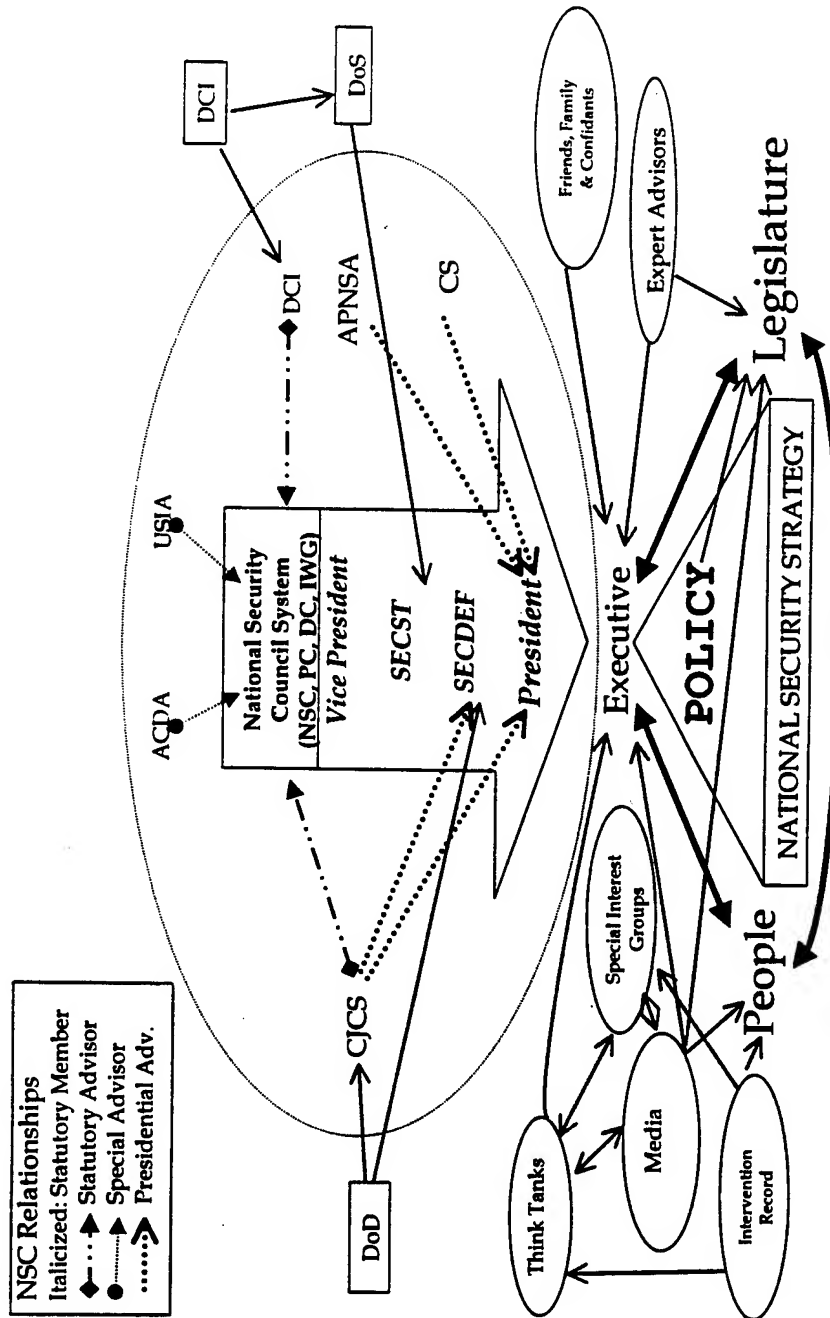 NSC Relationships
Italicized: Statutory Member
Statutory Advisor
Special Advisor
Presidential Adv.
ACDA
USIA
DCI
DCI
DoS
National Security
Council System
(NSC, PC, DC, IWG)
Vice President
SECST
SECDEF
President
APNSA
CS
CJCS
DoD
Friends, Family
& Confidants
Expert Advisors
Special Interest
Groups
Think Tanks
Media
Intervention
Record
Executive
POLICY
People
Legislature
NATIONAL SECURITY STRATEGY